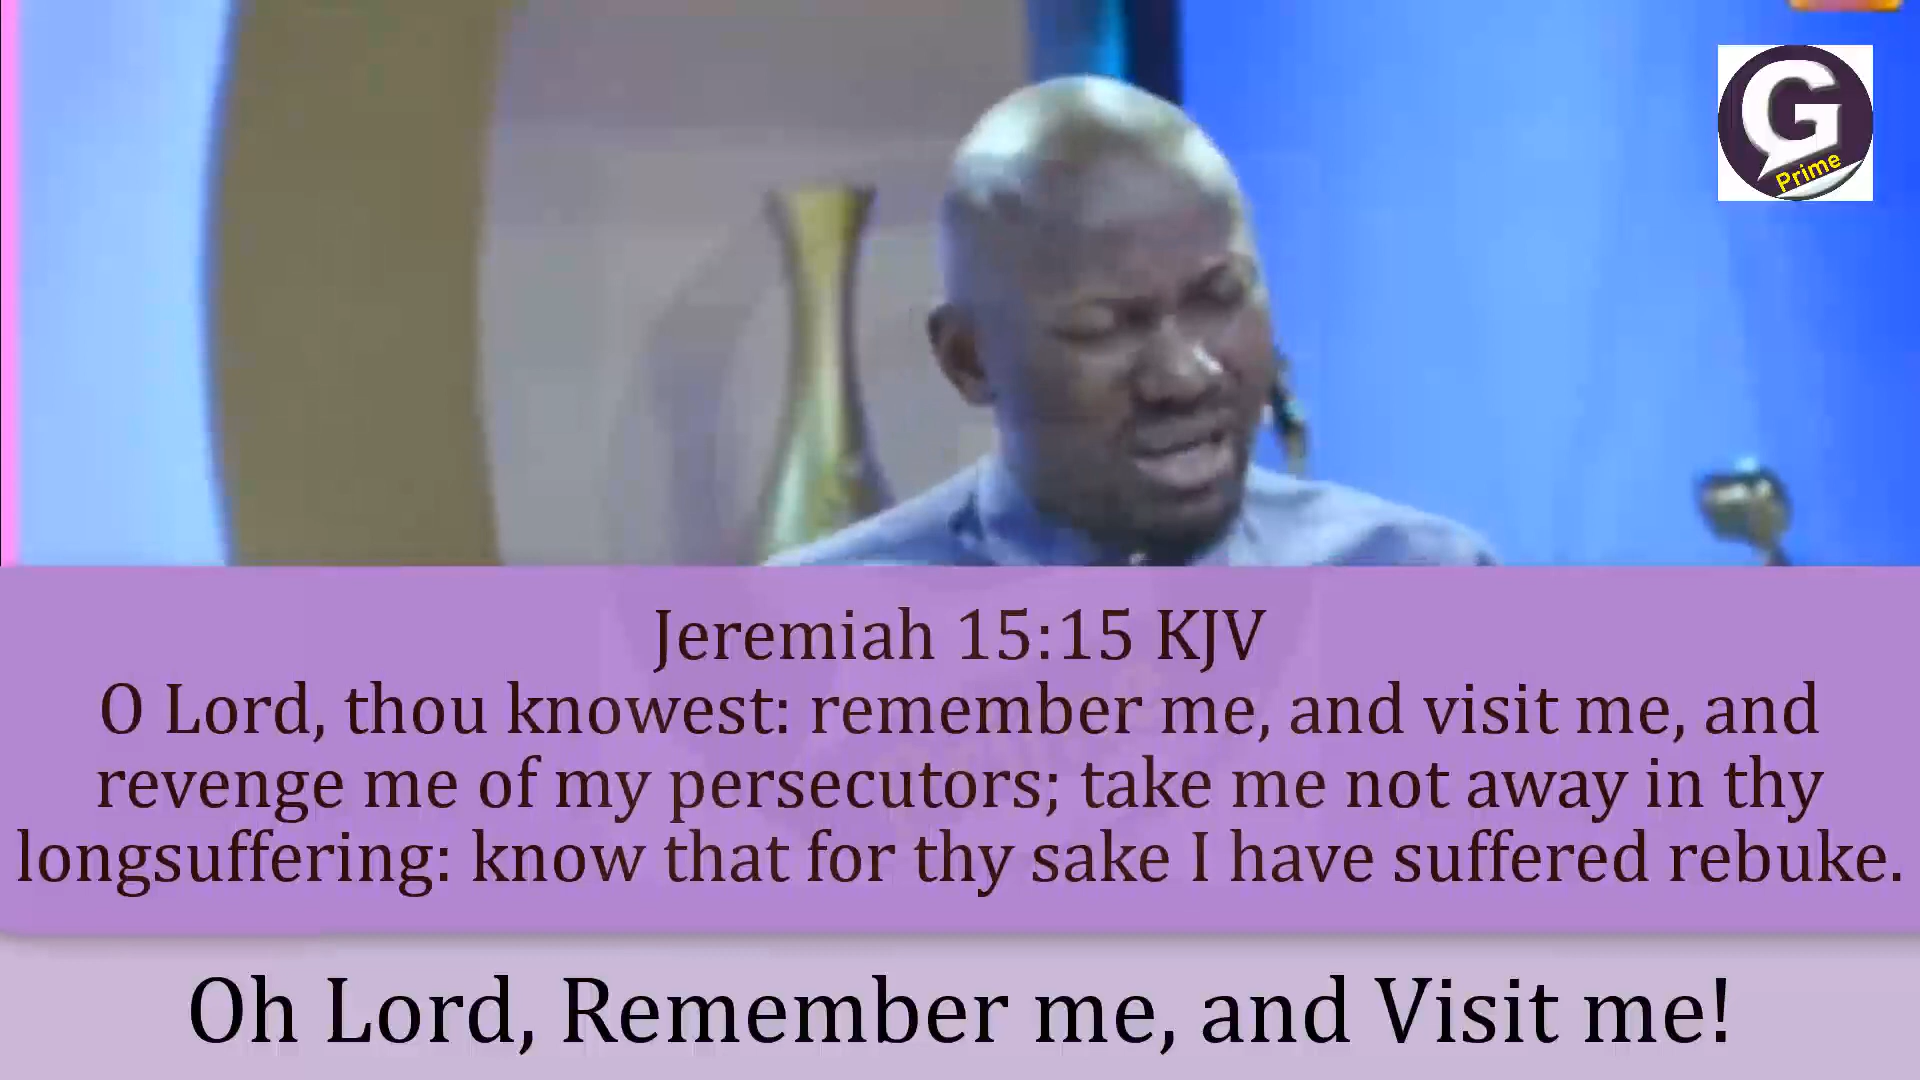 G
Prime
Jeremiah 15:15 KJV
O Lord, thou knowest: remember me, and visit me, and
revenge me of my persecutors; take me not away in thy
longsuffering: know that for thy sake I have suffered rebuke.
Oh Lord, Remember me, and Visit me!